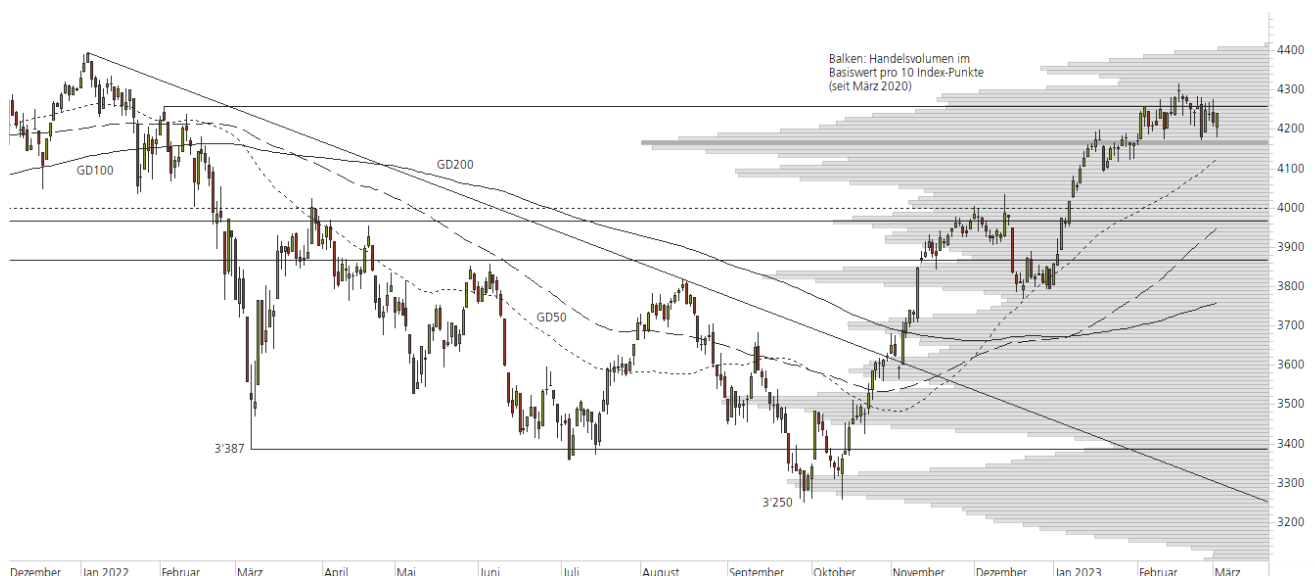 Balken: Handelsvolumen im
Basiswert pro 10 Index-Punkte
(seit März 2020)
GD100
GD200
GD50
3'387
3'250
4400
4300
4200
4100
4000
3900
3800
3700
3600
3500
3400
3300
3200
Dezember Jan 2022 Februar März April Mai Juni Juli August September Oktober November Dezember Jan 2023 Februar März